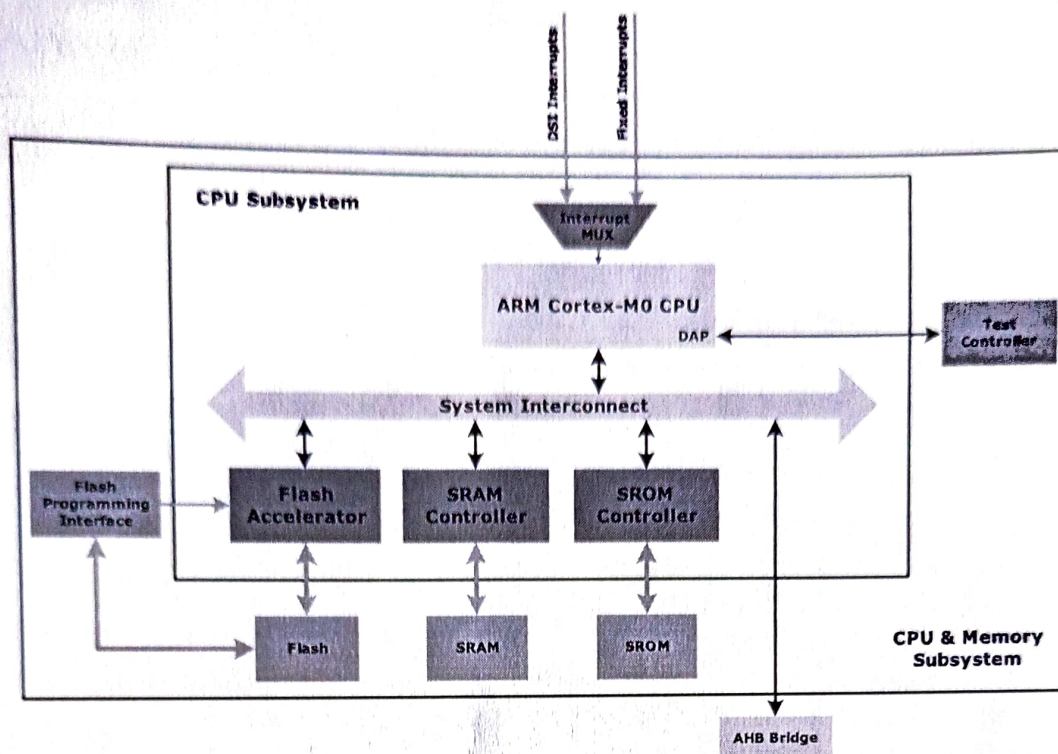 DSI Interrupts
Fixed Interrupts
CPU Subsystem
Interrupt
MUX
ARM Cortex-M0 CPU
DAP
Test
Controller
System Interconnect
Flash
Programming
Interface
Flash
Accelerator
SRAM
Controller
SROM
Controller
Flash
SRAM
SROM
CPU & Memory
Subsystem
AHB Bridge